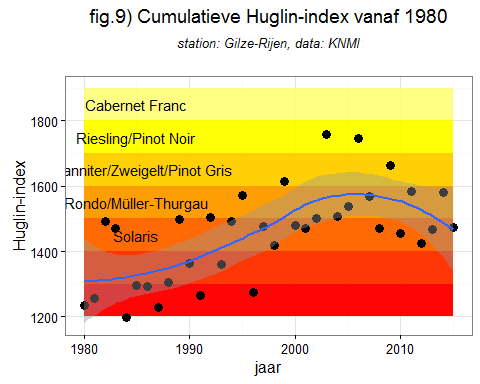 fig.9) Cumulatieve Huglin-index vanaf 1980
station: Gilze-Rijen, data: KNMI
Huglin-index
1800
1600
1400
1200
Cabernet Franc
Riesling/Pinot Noir
anniter/Zweigelt/Pinot Gris
Rondo/Müller-Thurgau
Solaris
1980
1990
2000
2010
jaar